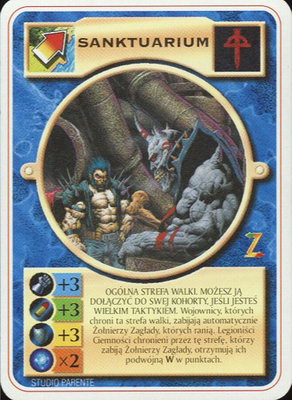 SANKTUARIUM
Z
+3
+3
+3
×2
OGÓLNA STREFA WALKI. MOŻESZ JĄ
DOŁĄCZYĆ DO SWEJ KOHORTY, JEŚLI JESTEŚ
WIELKIM TAKTYKIEM. Wojownicy, których
chroni ta strefa walki, zabijają automatycznie
Żołnierzy Zagłady, których ranią. Legioniści
Ciemności chronieni przez tę strefę, którzy
zabiją Żołnierzy Zagłady, otrzymują ich
podwójną W w punktach.
STUDIO PARENTE